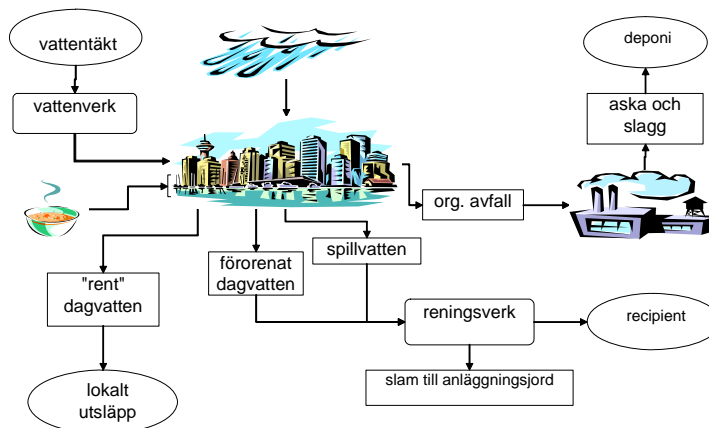 vattentäkt
deponi
vattenverk
aska och
slagg
org. avfall
spillvatten
förorenat
dagvatten
"rent"
dagvatten
reningsverk
recipient
slam till anläggningsjord
lokalt
utsläpp